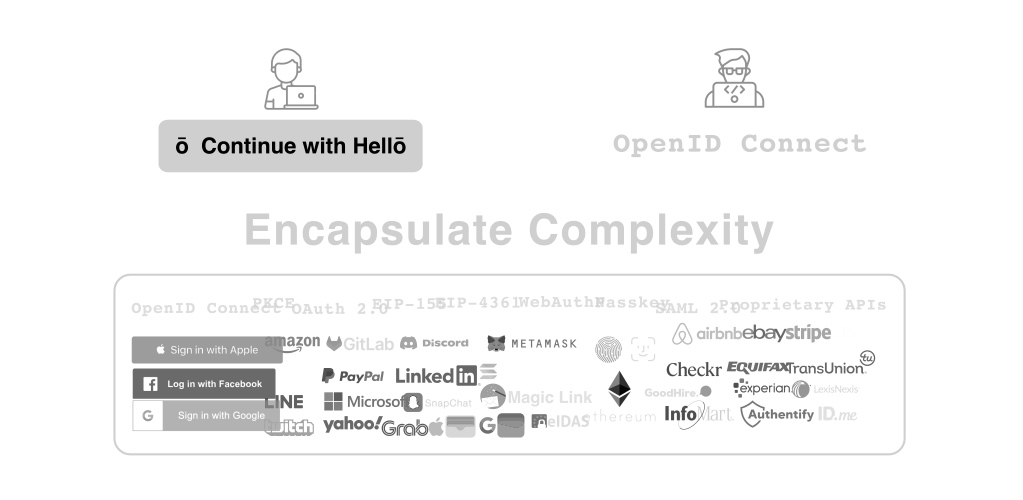 ō Continue with Hellō
OpenID Connect
Encapsulate Complexity
OpenID Connect PKCE OAuth 2.0 EIP-155 EIP-4361 WebAuthN Passkey SAML 2.0 Proprietary APIs
Sign in with Apple amazon GitLab Discord METAMASK airbnb ebay stripe
Log in with Facebook PayPal LinkedIn Checkr EQUIFAX TransUnion tu
LINE Microsoft SnapChat Magic Link GoodHire experian LexisNexis
G Sign in with Google twitch yahoo! Grab G eIDAS ethereum InfoMart Authentify ID.me